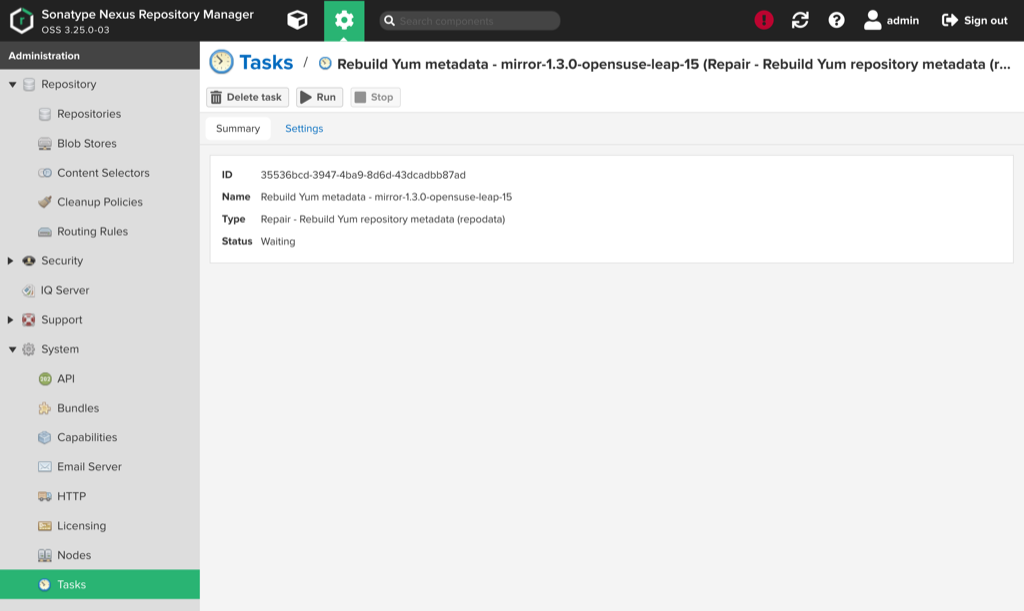 Sonatype Nexus Repository Manager
OSS 3.25.0-03
Search components
admin
Sign out
Administration
Repository
Repositories
Blob Stores
Content Selectors
Cleanup Policies
Routing Rules
Security
IQ Server
Support
System
API
Bundles
Capabilities
Email Server
HTTP
Licensing
Nodes
Tasks
Tasks / Rebuild Yum metadata - mirror-1.3.0-opensuse-leap-15 (Repair - Rebuild Yum repository metadata (r...
Delete task Run Stop
Summary Settings
ID 35536bcd-3947-4ba9-8d6d-43dcadbb87ad
Name Rebuild Yum metadata - mirror-1.3.0-opensuse-leap-15
Type Repair - Rebuild Yum repository metadata (repodata)
Status Waiting